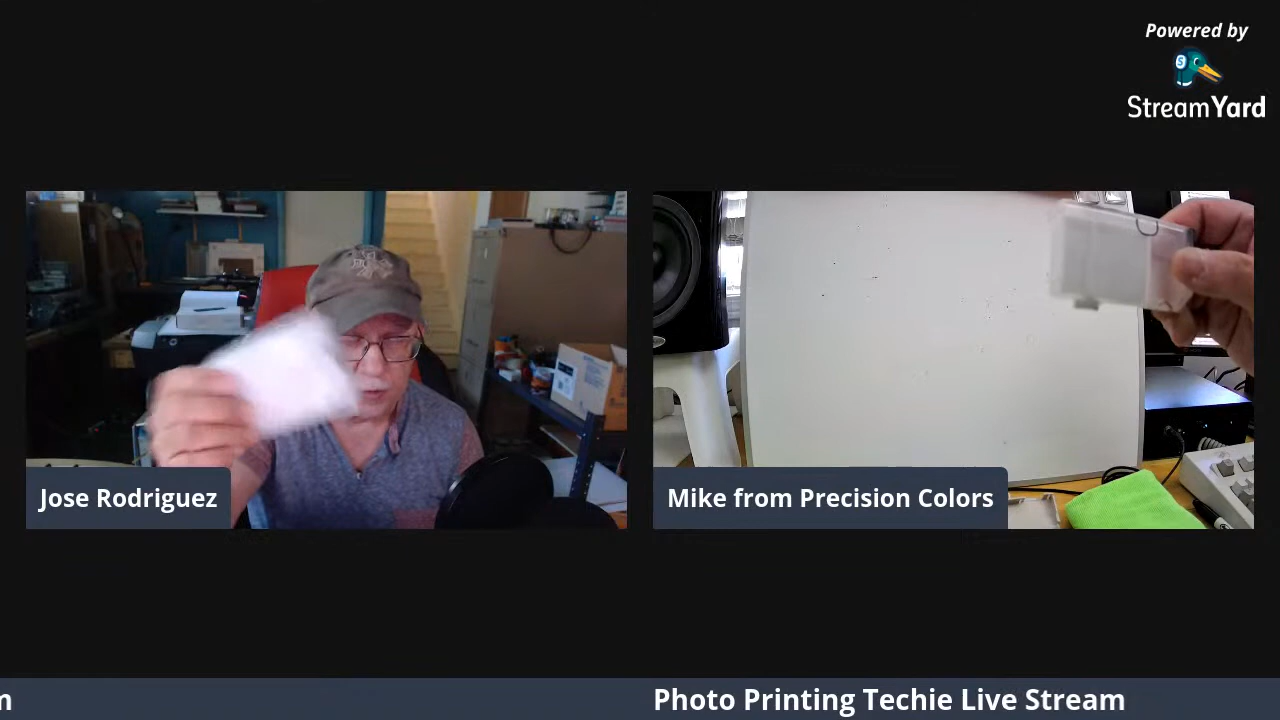 Powered by
StreamYard
Jose Rodriguez
Mike from Precision Colors
m
Photo Printing Techie Live Stream